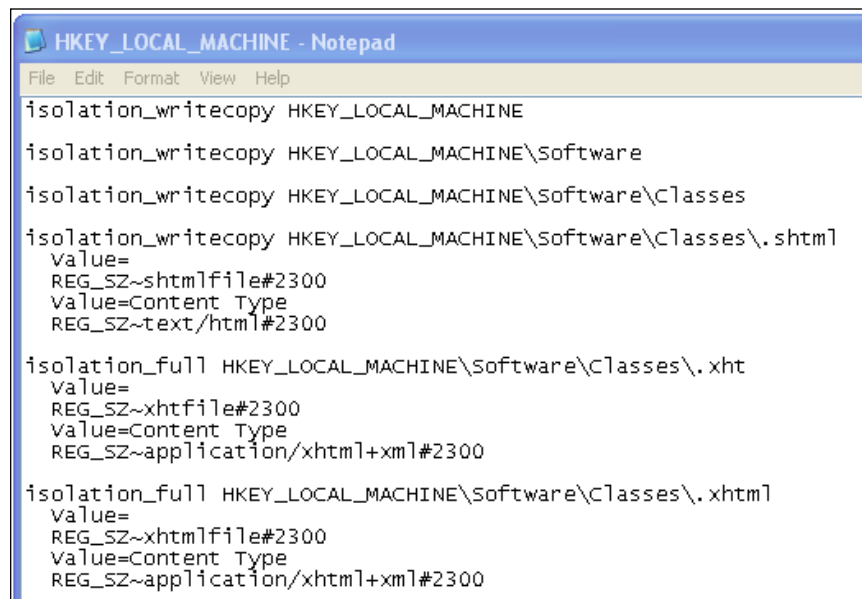 HKEY_LOCAL_MACHINE - Notepad
File Edit Format View Help
isolation_writecopy HKEY_LOCAL_MACHINE
isolation_writecopy HKEY_LOCAL_MACHINE\Software
isolation_writecopy HKEY_LOCAL_MACHINE\Software\Classes
isolation_writecopy HKEY_LOCAL_MACHINE\Software\Classes\.shtml
Value=
REG_SZ~shtmlfile#2300
Value=Content Type
REG_SZ~text/html#2300
isolation_full HKEY_LOCAL_MACHINE\Software\Classes\.xht
Value=
REG_SZ~xhtfile#2300
Value=Content Type
REG_SZ~application/xhtml+xml#2300
isolation_full HKEY_LOCAL_MACHINE\Software\Classes\.xhtml
Value=
REG_SZ~xhtmlfile#2300
Value=Content Type
REG_SZ~application/xhtml+xml#2300